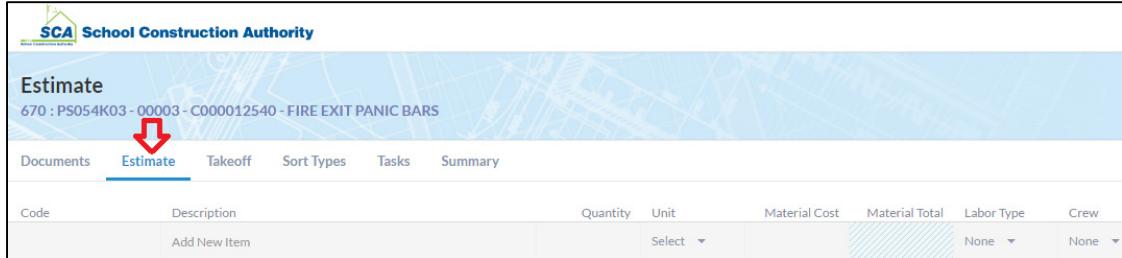 SCA School Construction Authority
Estimate
670 : PS054K03 - 00003 - C000012540 - FIRE EXIT PANIC BARS
Documents Estimate Takeoff Sort Types Tasks Summary
Code Description Quantity Unit Material Cost Material Total Labor Type Crew
Add New Item Select None None